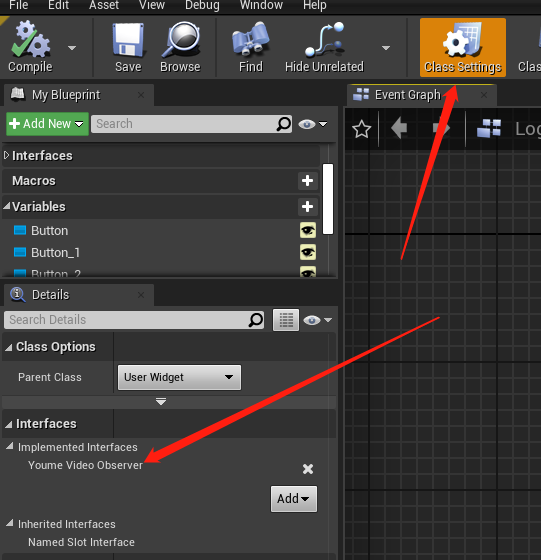 File Edit Asset View Debug Window Help
Compile Save Browse Find Hide Unrelated Class Settings Clas
My Blueprint Event Graph
Add New Search Log
Interfaces
Macros
Variables
Button
Button_1
Button_2
Details
Search Details
Class Options
Parent Class User Widget
Interfaces
Implemented Interfaces
Youme Video Observer
Add
Inherited Interfaces
Named Slot Interface